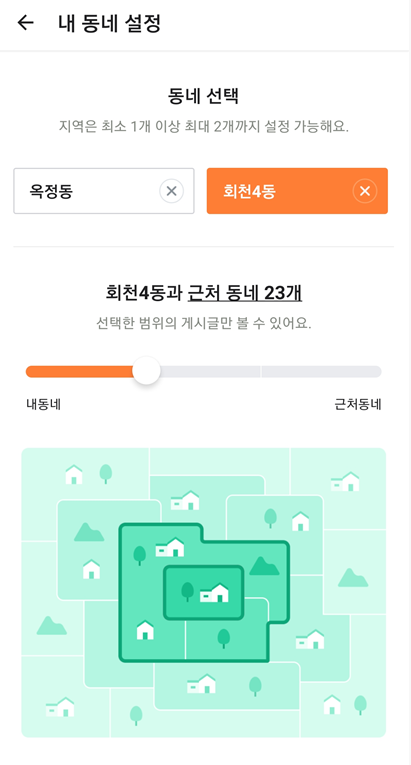 내 동네 설정
동네 선택
지역은 최소 1개 이상 최대 2개까지 설정 가능해요.
옥정동
회천4동
회천4동과 근처 동네 23개
선택한 범위의 게시글만 볼 수 있어요.
내동네
근처동네